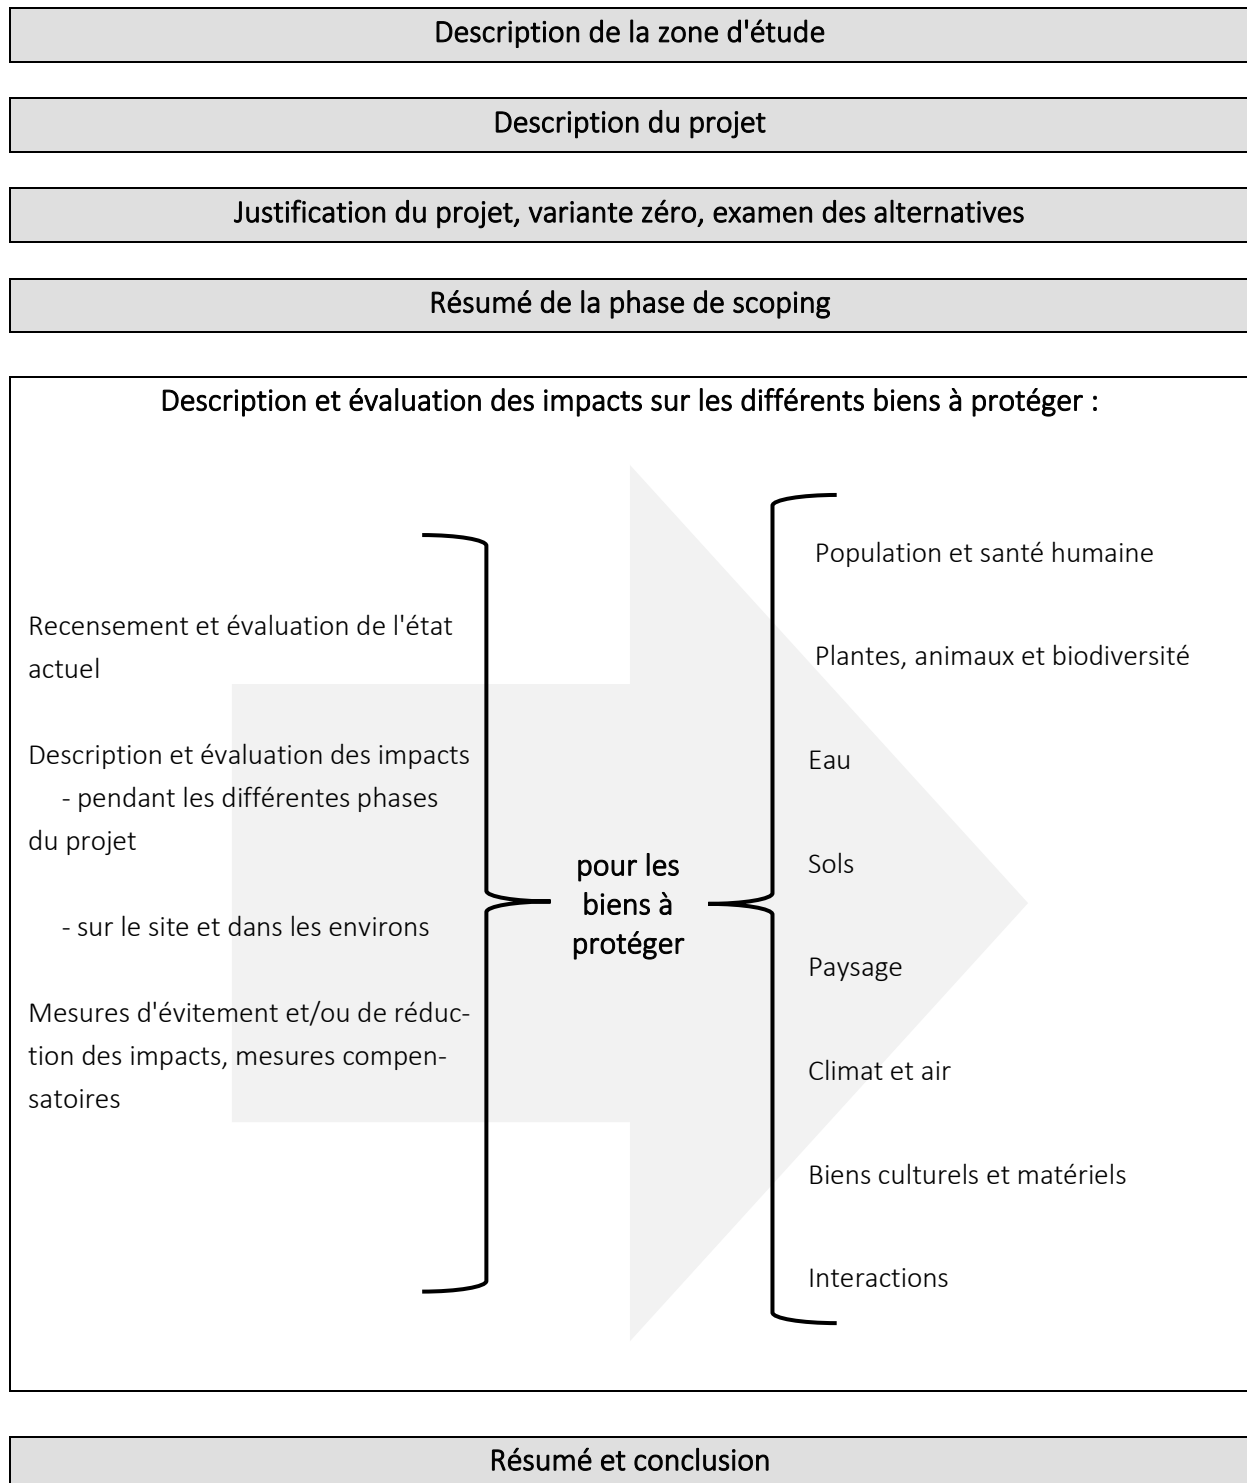 Description de la zone d'étude
Description du projet
Justification du projet, variante zéro, examen des alternatives
Résumé de la phase de scoping
Description et évaluation des impacts sur les différents biens à protéger :
Recensement et évaluation de l'état
actuel
Description et évaluation des impacts
- pendant les différentes phases
du projet
- sur le site et dans les environs
Mesures d'évitement et/ou de réduc-
tion des impacts, mesures compen-
satoires
pour les
biens à
protéger
Population et santé humaine
Plantes, animaux et biodiversité
Eau
Sols
Paysage
Climat et air
Biens culturels et matériels
Interactions
Résumé et conclusion